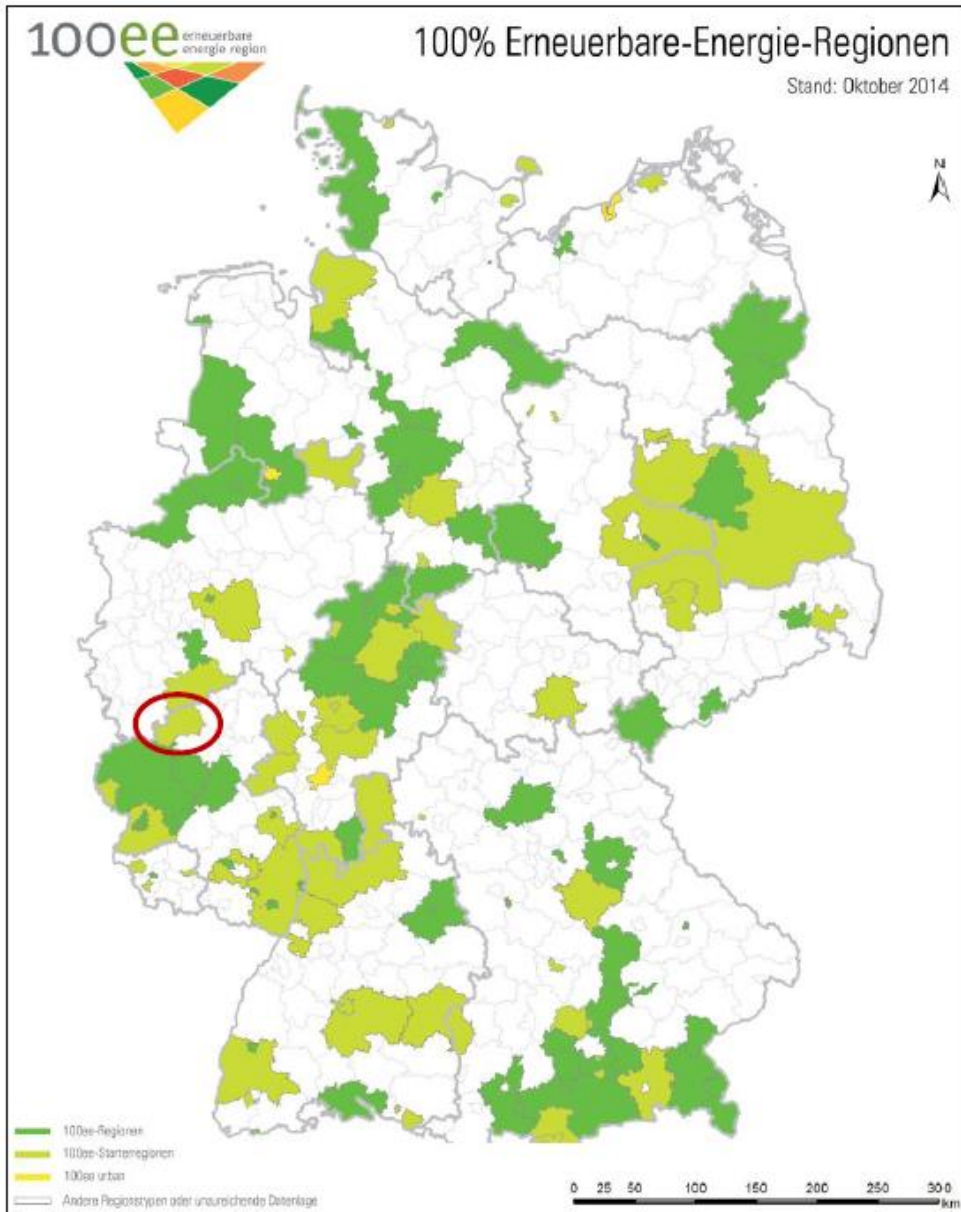 100ee erneuerbare
energie region
100% Erneuerbare-Energie-Regionen
Stand: Oktober 2014
N
100ee-Regionen
100ee-Starterregionen
100ee urban
Andere Regionstypen oder unzureichende Datenlage
0 25 50 100 150 200 250 300
km